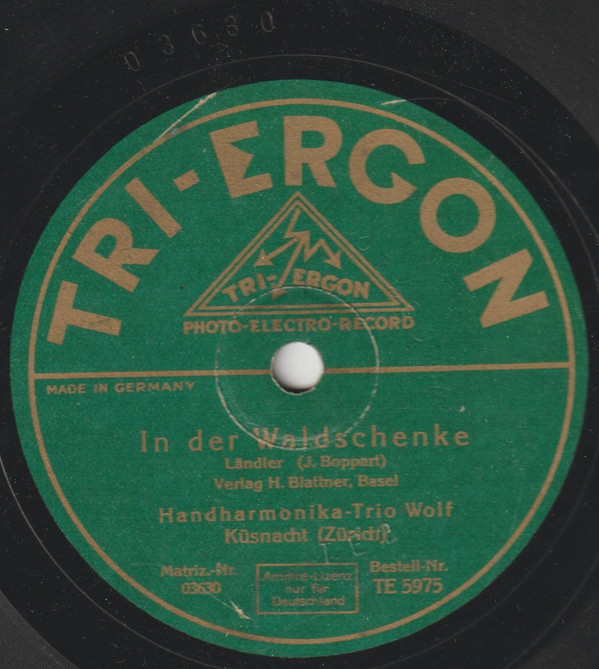 03630
TRI-ERGON
TRI-ERGON
PHOTO-ELECTRO-RECORD
MADE IN GERMANY
In der Waldschenke
Ländler (J. Boppart)
Verlag H. Blattner, Basel
Handharmonika-Trio Wolf
Küsnacht (Zürich)
Matriz.-Nr. 03630
Ammre-Lizenz
nur für
Deutschland
Bestell-Nr.
TE 5975